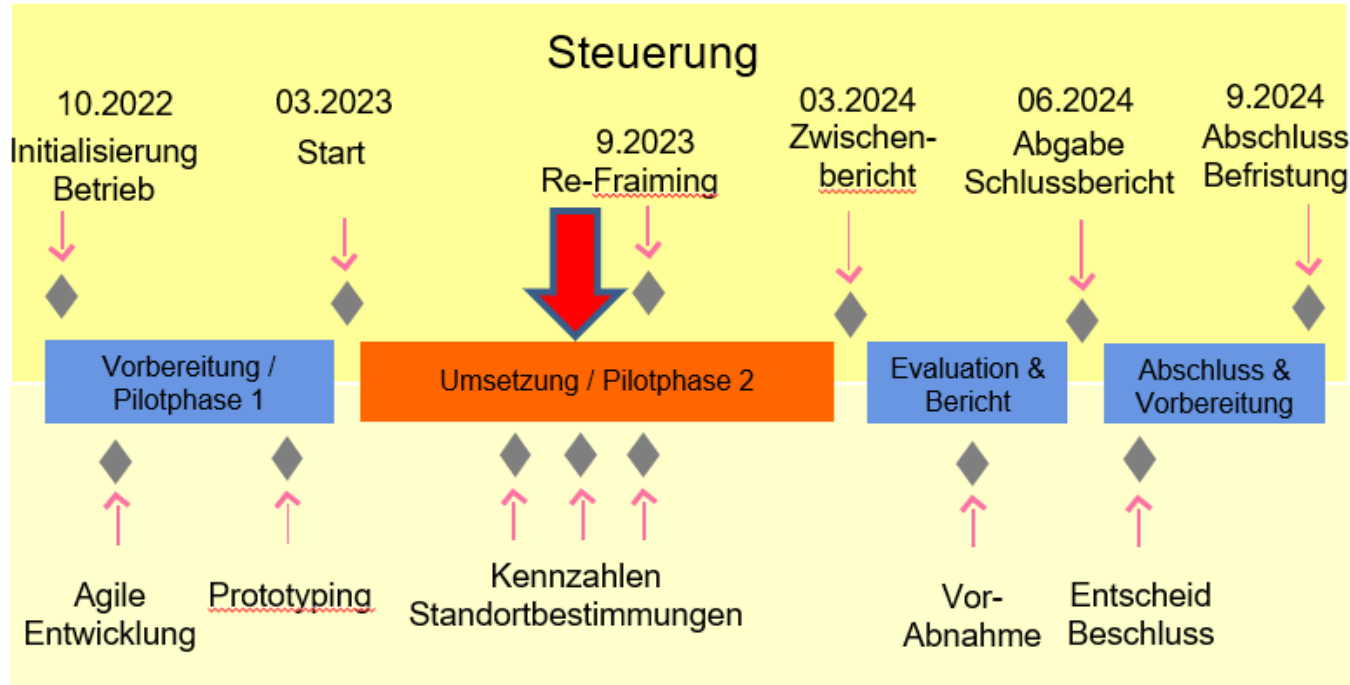 Steuerung
10.2022
Initialisierung
Betrieb
03.2023
Start
9.2023
Re-Fraiming
03.2024
Zwischen-
bericht
06.2024
Abgabe
Schlussbericht
9.2024
Abschluss
Befristung
Vorbereitung /
Pilotphase 1
Umsetzung / Pilotphase 2
Evaluation &
Bericht
Abschluss &
Vorbereitung
Agile
Entwicklung
Prototyping
Kennzahlen
Standortbestimmungen
Vor-
Abnahme
Entscheid
Beschluss